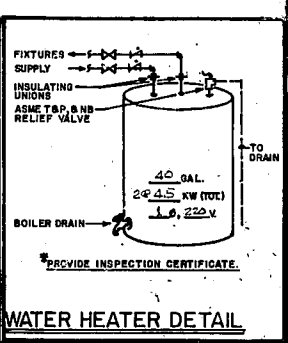 FIXTURES
SUPPLY
INSULATING
UNIONS
ASME T&P, & NB
RELIEF VALVE
TO
DRAIN
40 GAL.
2@4.5 KW (TOT.)
1 Ø, 220 V
BOILER DRAIN
*PROVIDE INSPECTION CERTIFICATE.
WATER HEATER DETAIL